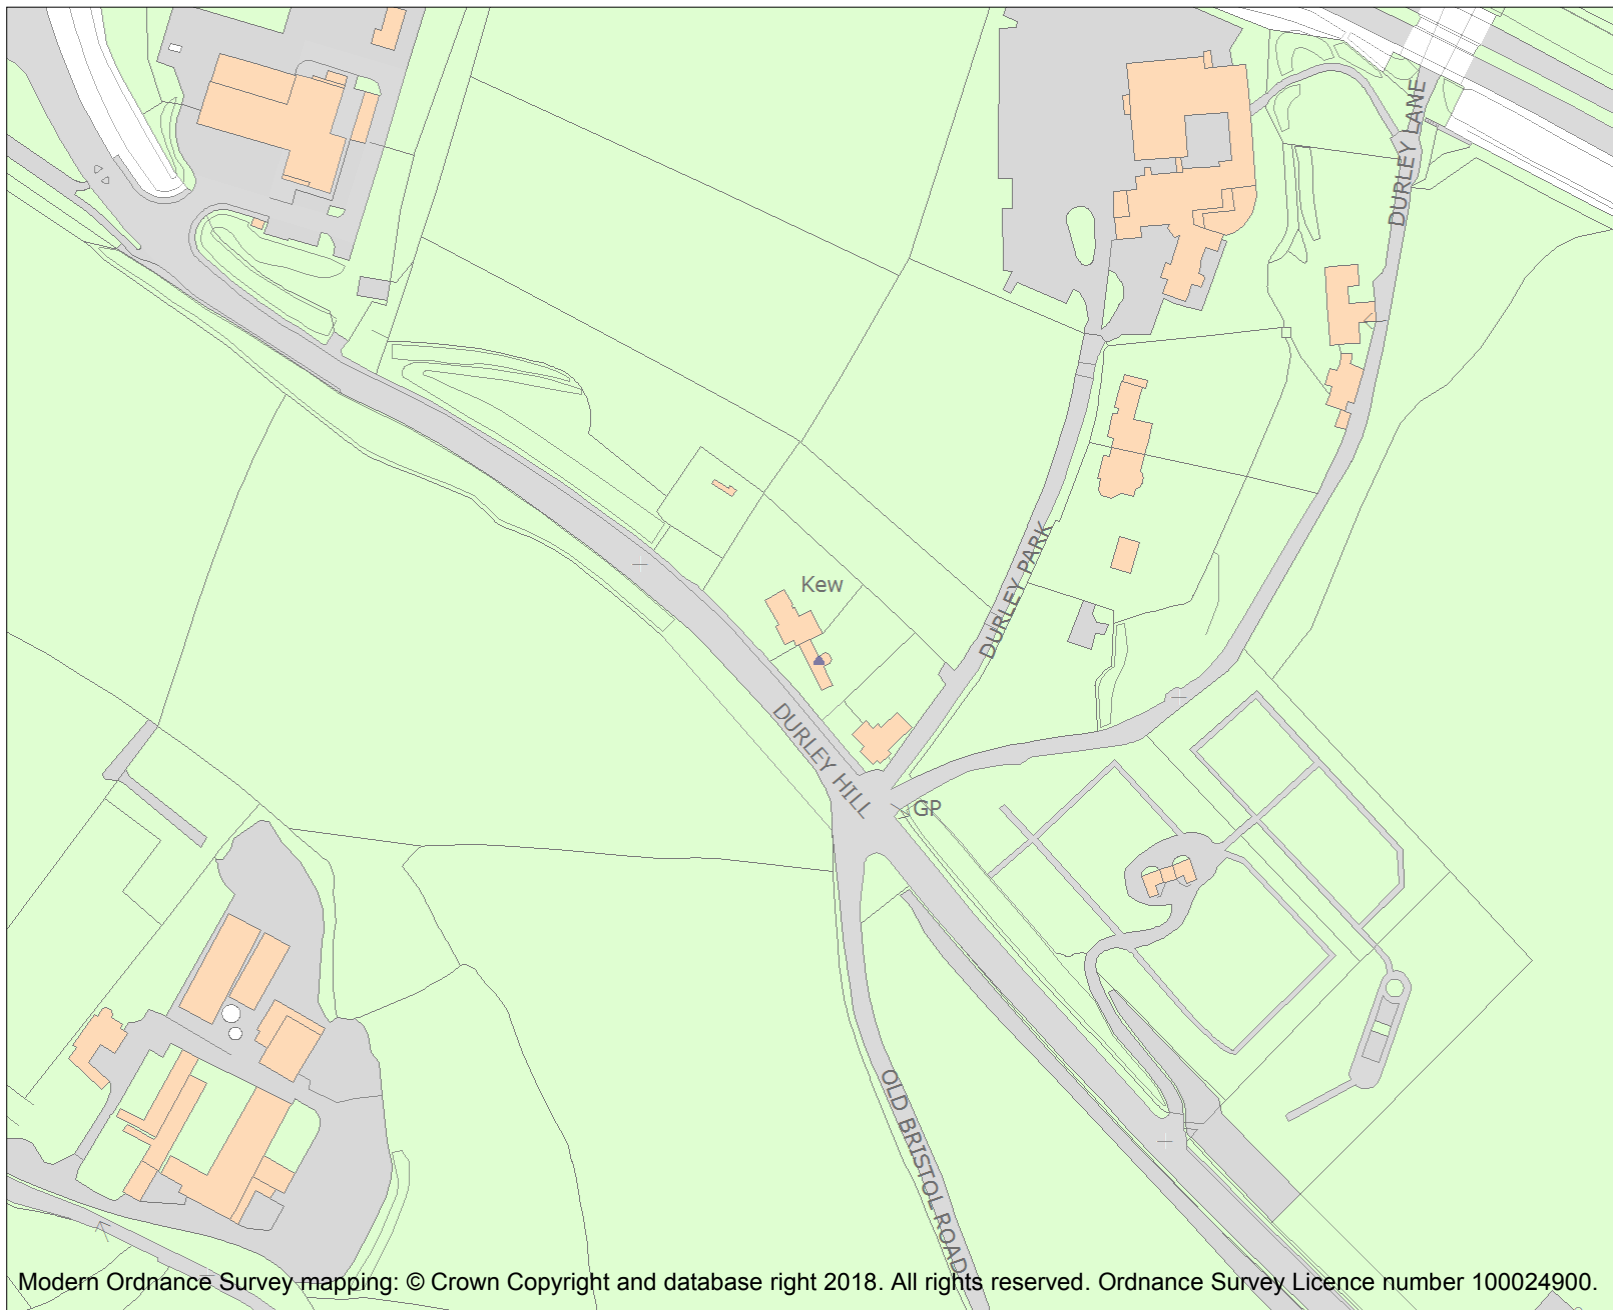 DURLEY LANE
DURLEY PARK
Kew
DURLEY HILL
GP
OLD BRISTOL ROAD
Modern Ordnance Survey mapping: © Crown Copyright and database right 2018. All rights reserved. Ordnance Survey Licence number 100024900.